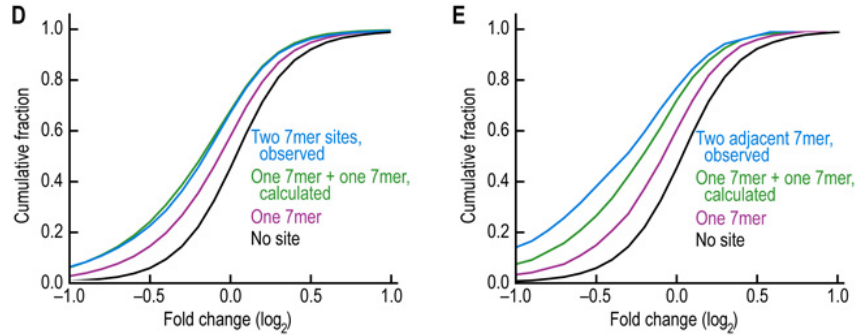 D
1.0
0.8
0.6
0.4
0.2
0.0
Cumulative fraction
Two 7mer sites,
observed
One 7mer + one 7mer,
calculated
One 7mer
No site
−1.0
−0.5
0.0
0.5
1.0
Fold change (log2)
E
1.0
0.8
0.6
0.4
0.2
0.0
Cumulative fraction
Two adjacent 7mer,
observed
One 7mer + one 7mer,
calculated
One 7mer
No site
−1.0
−0.5
0.0
0.5
1.0
Fold change (log2)